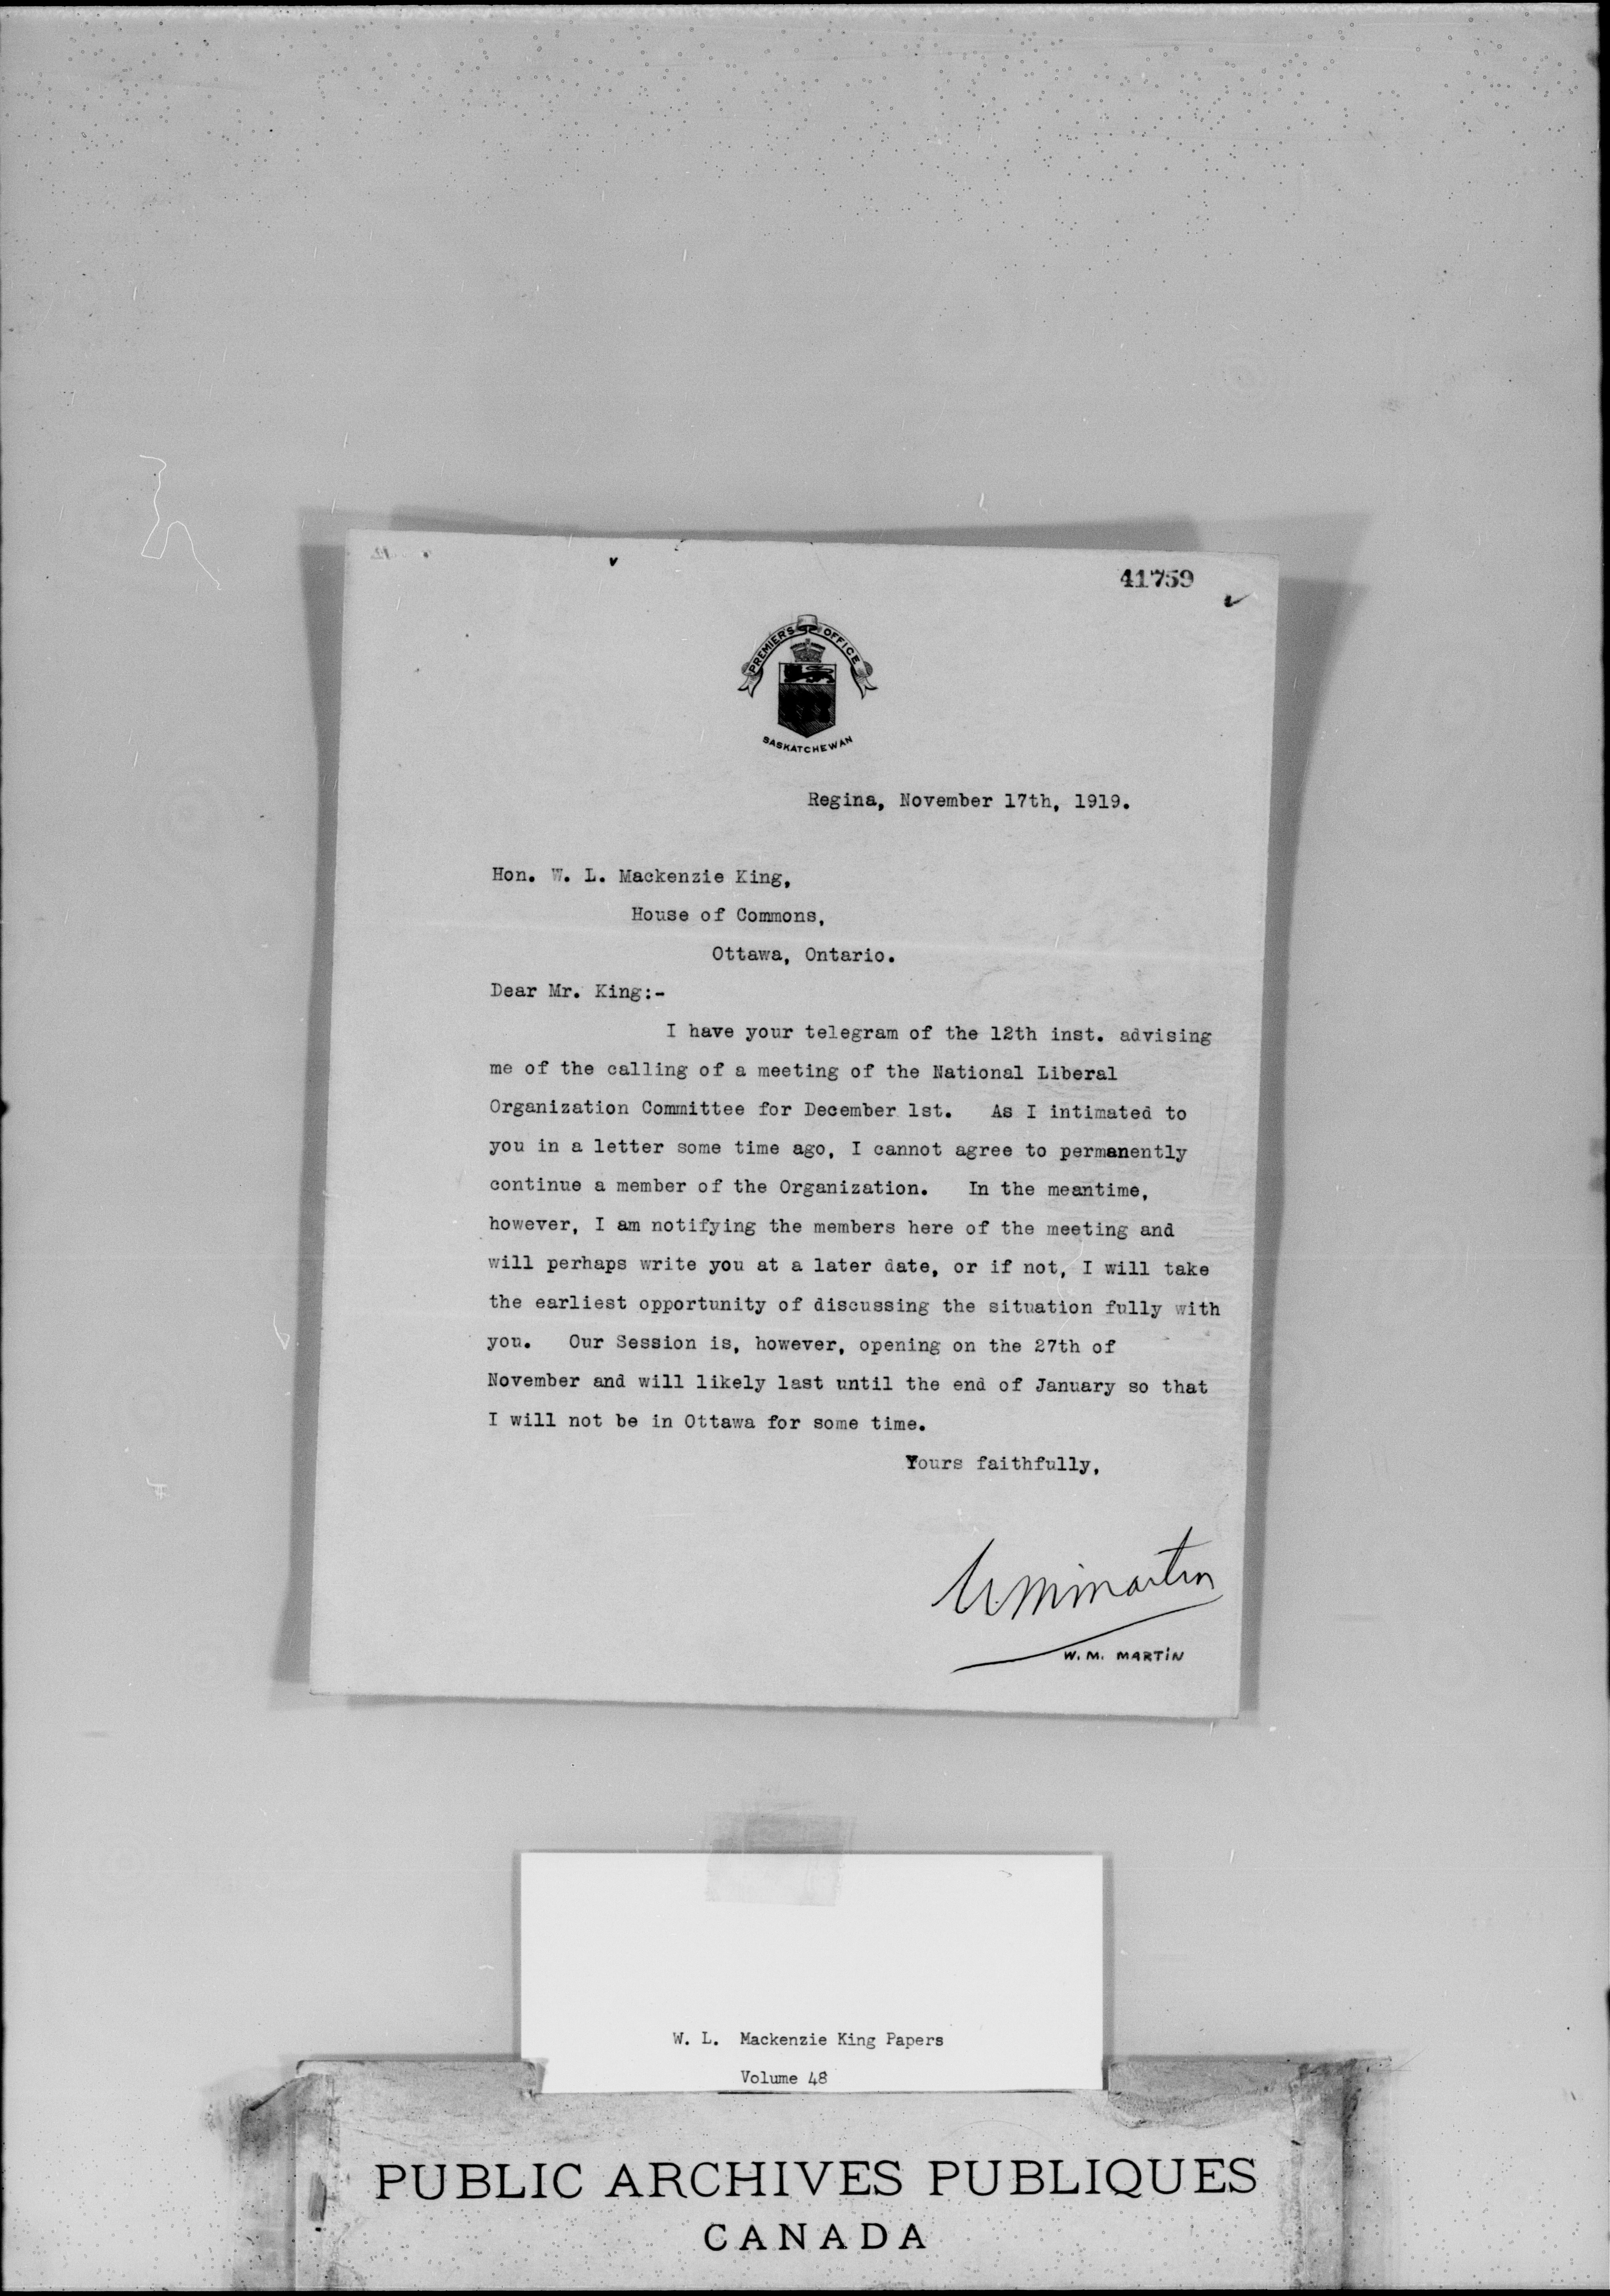 41759
PREMIER'S OFFICE
SASKATCHEWAN
Regina, November 17th, 1919.
Hon. W. L. Mackenzie King,
House of Commons,
Ottawa, Ontario.
Dear Mr. King:-
I have your telegram of the 12th inst. advising
me of the calling of a meeting of the National Liberal
Organization Committee for December 1st. As I intimated to
you in a letter some time ago, I cannot agree to permanently
continue a member of the Organization. In the meantime,
however, I am notifying the members here of the meeting and
will perhaps write you at a later date, or if not, I will take
the earliest opportunity of discussing the situation fully with
you. Our Session is, however, opening on the 27th of
November and will likely last until the end of January so that
I will not be in Ottawa for some time.
Yours faithfully,
W. M. Martin
W. M. MARTIN
W. L. Mackenzie King Papers
Volume 48
PUBLIC ARCHIVES PUBLIQUES
CANADA